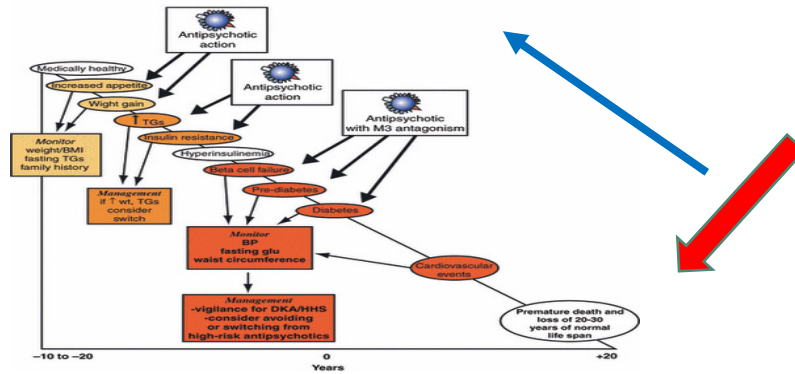 Antipsychotic
action
Antipsychotic
action
Antipsychotic
with M3 antagonism
Medically healthy
Increased appetite
Wight gain
↑ TGs
Insulin resistance
Hyperinsulinemia
Beta cell failure
Pre-diabetes
Diabetes
Cardiovascular
events
Premature death and
loss of 20-30
years of normal
life span
Monitor
weight/BMI
fasting TGs
family history
Management
if ↑ wt, TGs
consider
switch
Monitor
BP
fasting glu
waist circumference
Management
-vigilance for DKA/HHS
-consider avoiding
or switching from
high-risk antipsychotics
−10 to −20
0
+20
Years